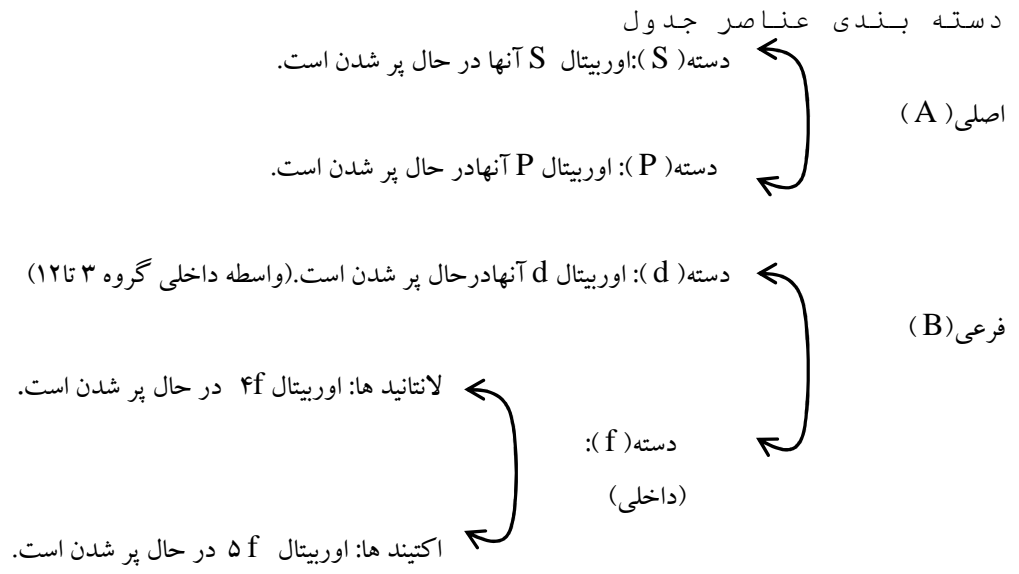 دسته بندی عناصر جدول
دسته( S ):اوربیتال S آنها در حال پر شدن است.
اصلی( A )
دسته( P ): اوربیتال P آنهادر حال پر شدن است.
دسته( d ): اوربیتال d آنهادرحال پر شدن است.(واسطه داخلی گروه ۳ تا۱۲)
فرعی(B )
لانتانید ها: اوربیتال ۴f در حال پر شدن است.
دسته( f ):
(داخلی)
اکتیند ها: اوربیتال ۵ f در حال پر شدن است.